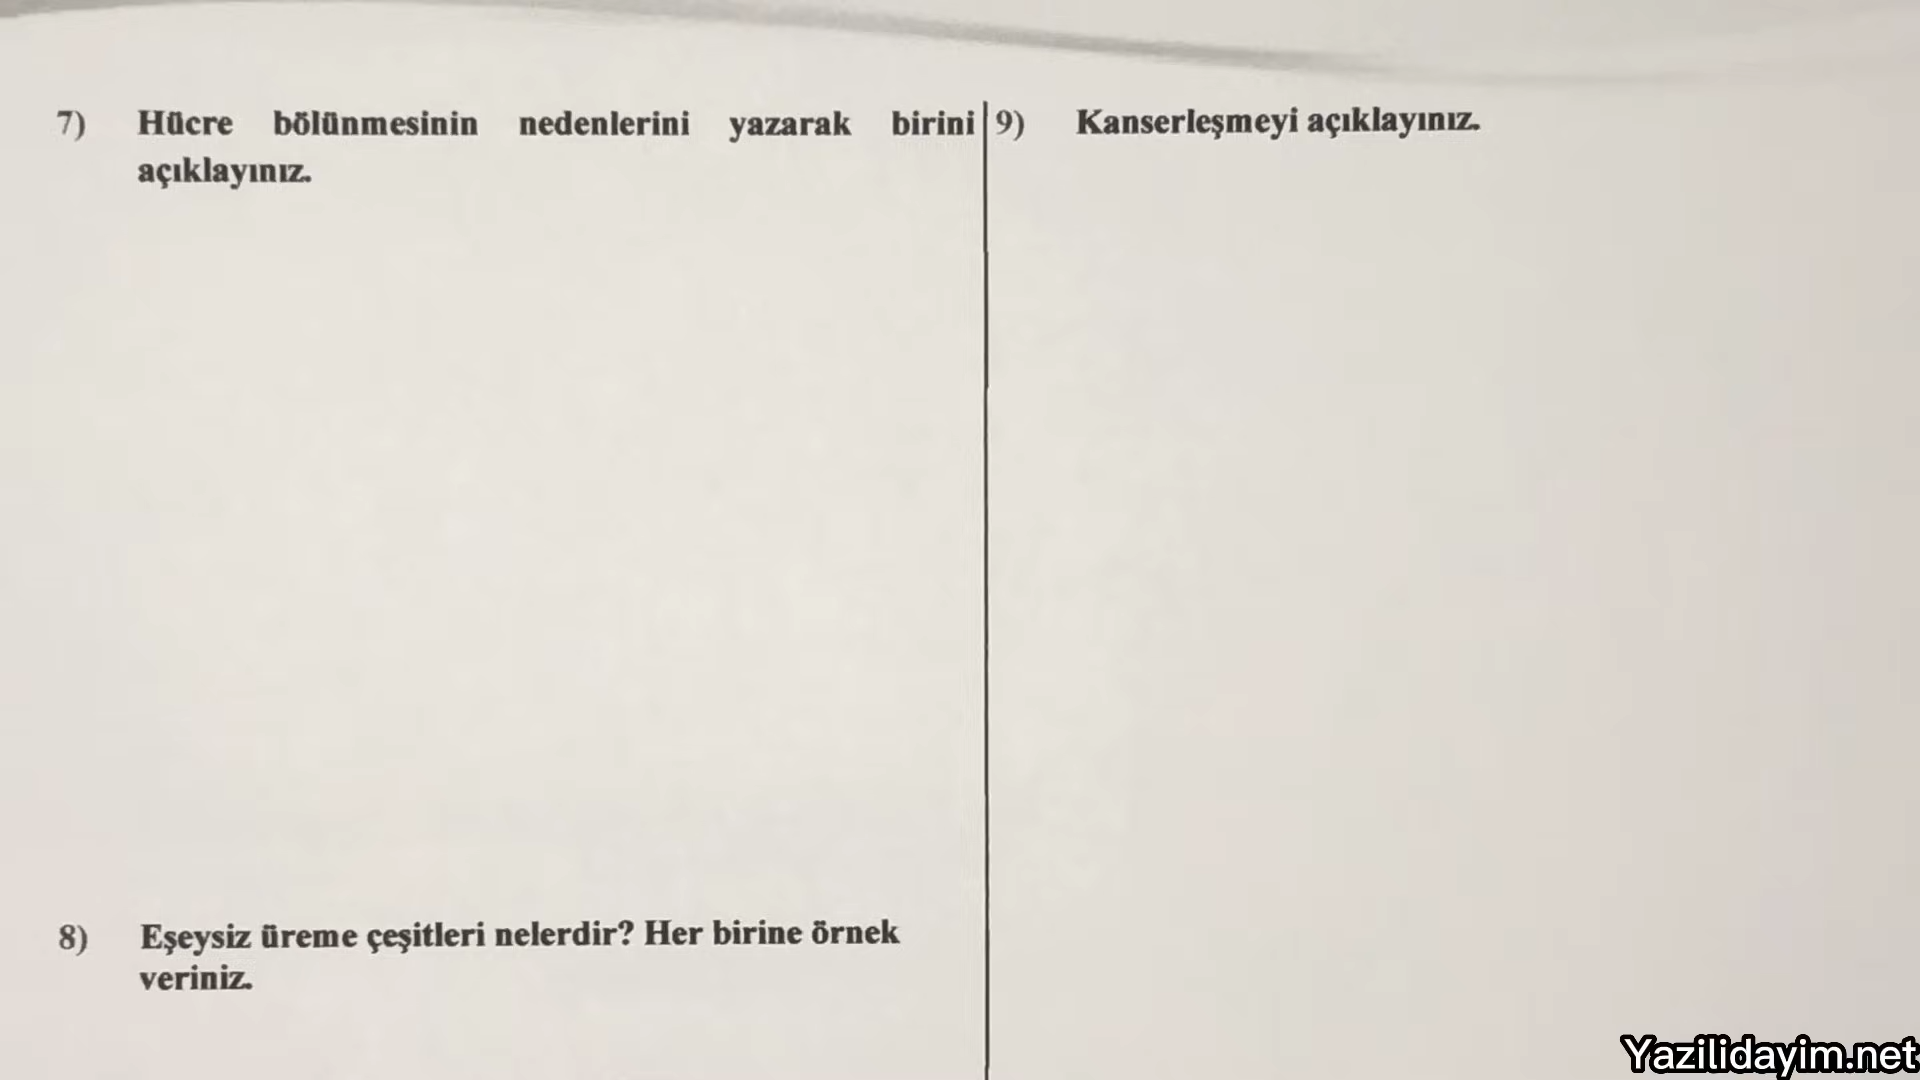 7) Hücre bölünmesinin nedenlerini yazarak birini
açıklayınız.
8) Eşeysiz üreme çeşitleri nelerdir? Her birine örnek
veriniz.
9) Kanserleşmeyi açıklayınız.
Yazilidayim.net